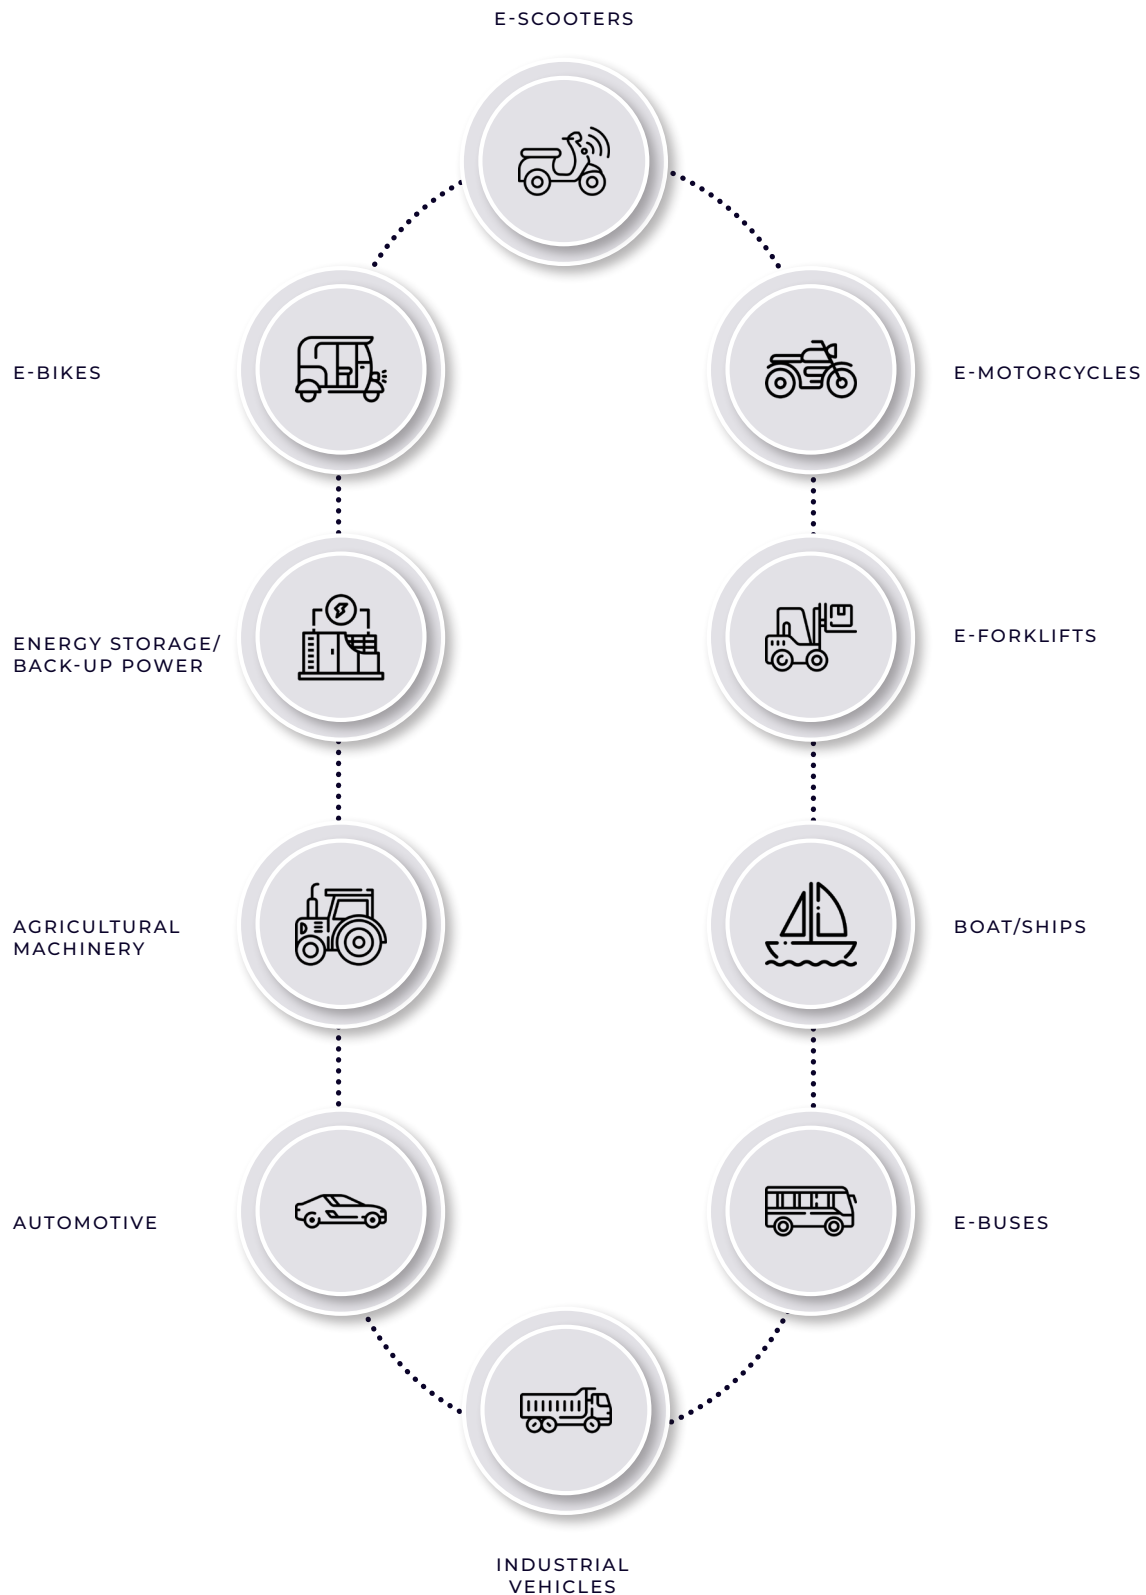 E-SCOOTERS
E-BIKES
E-MOTORCYCLES
ENERGY STORAGE/
BACK-UP POWER
E-FORKLIFTS
AGRICULTURAL
MACHINERY
BOAT/SHIPS
AUTOMOTIVE
E-BUSES
INDUSTRIAL
VEHICLES